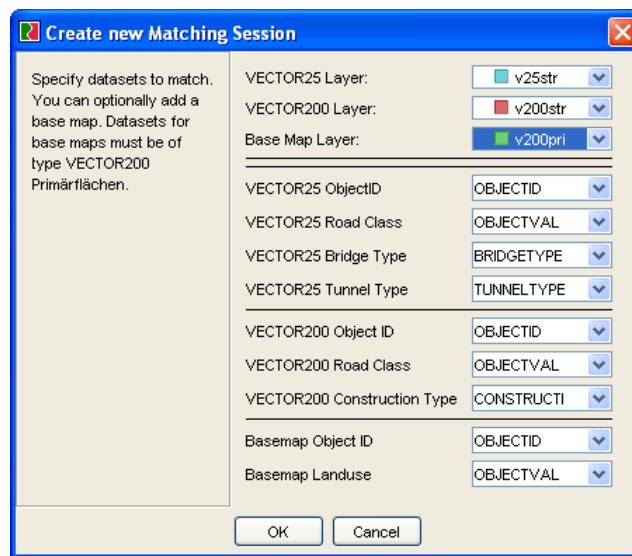 Create new Matching Session
Specify datasets to match.
You can optionally add a
base map. Datasets for
base maps must be of
type VECTOR200
Primärflächen.
VECTOR25 Layer: v25str
VECTOR200 Layer: v200str
Base Map Layer: v200pri
VECTOR25 ObjectID OBJECTID
VECTOR25 Road Class OBJECTVAL
VECTOR25 Bridge Type BRIDGETYPE
VECTOR25 Tunnel Type TUNNELTYPE
VECTOR200 Object ID OBJECTID
VECTOR200 Road Class OBJECTVAL
VECTOR200 Construction Type CONSTRUCTI
Basemap Object ID OBJECTID
Basemap Landuse OBJECTVAL
OK Cancel